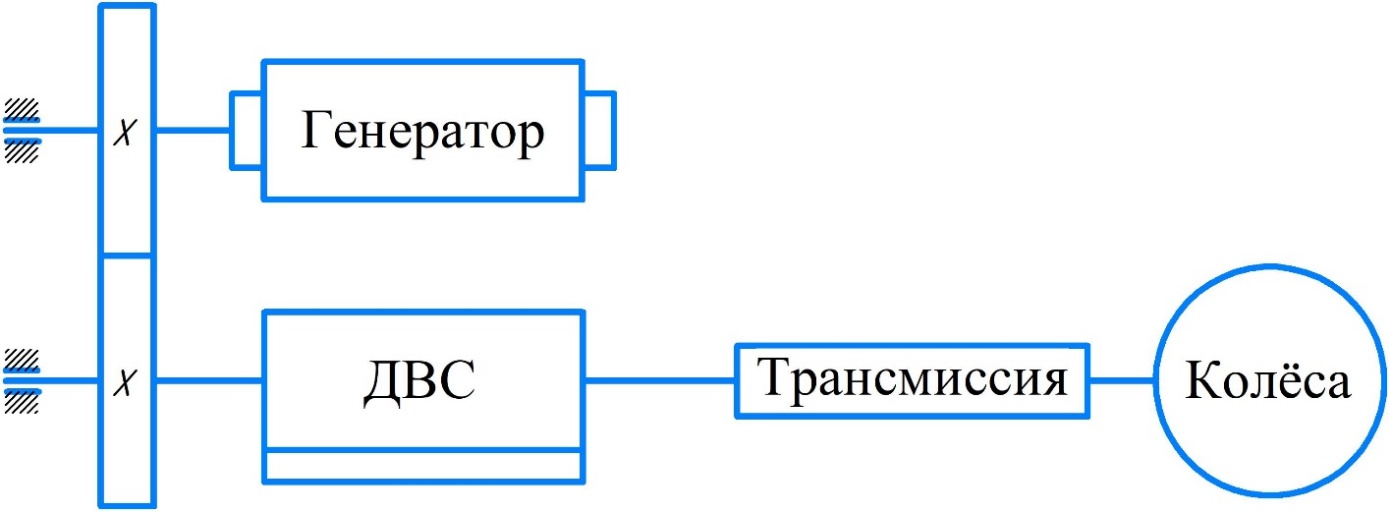 X
Генератор
X
ДВС
Трансмиссия
Колёса